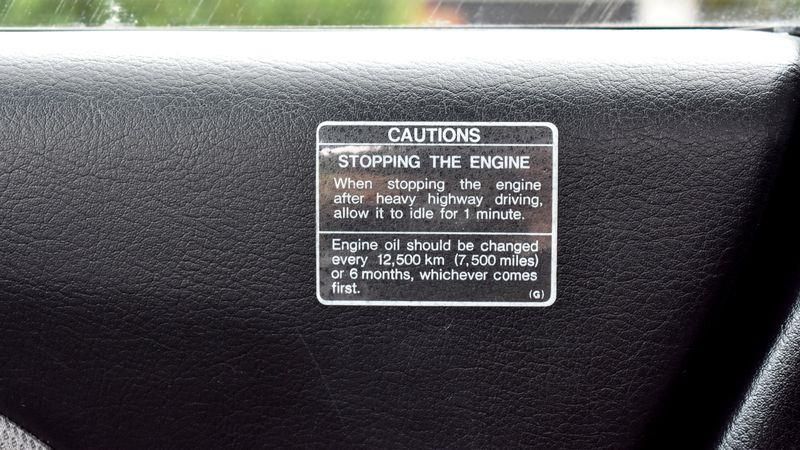 CAUTIONS
STOPPING THE ENGINE
When stopping the engine
after heavy highway driving,
allow it to idle for 1 minute.
Engine oil should be changed
every 12,500 km (7,500 miles)
or 6 months, whichever comes
first.
(G)